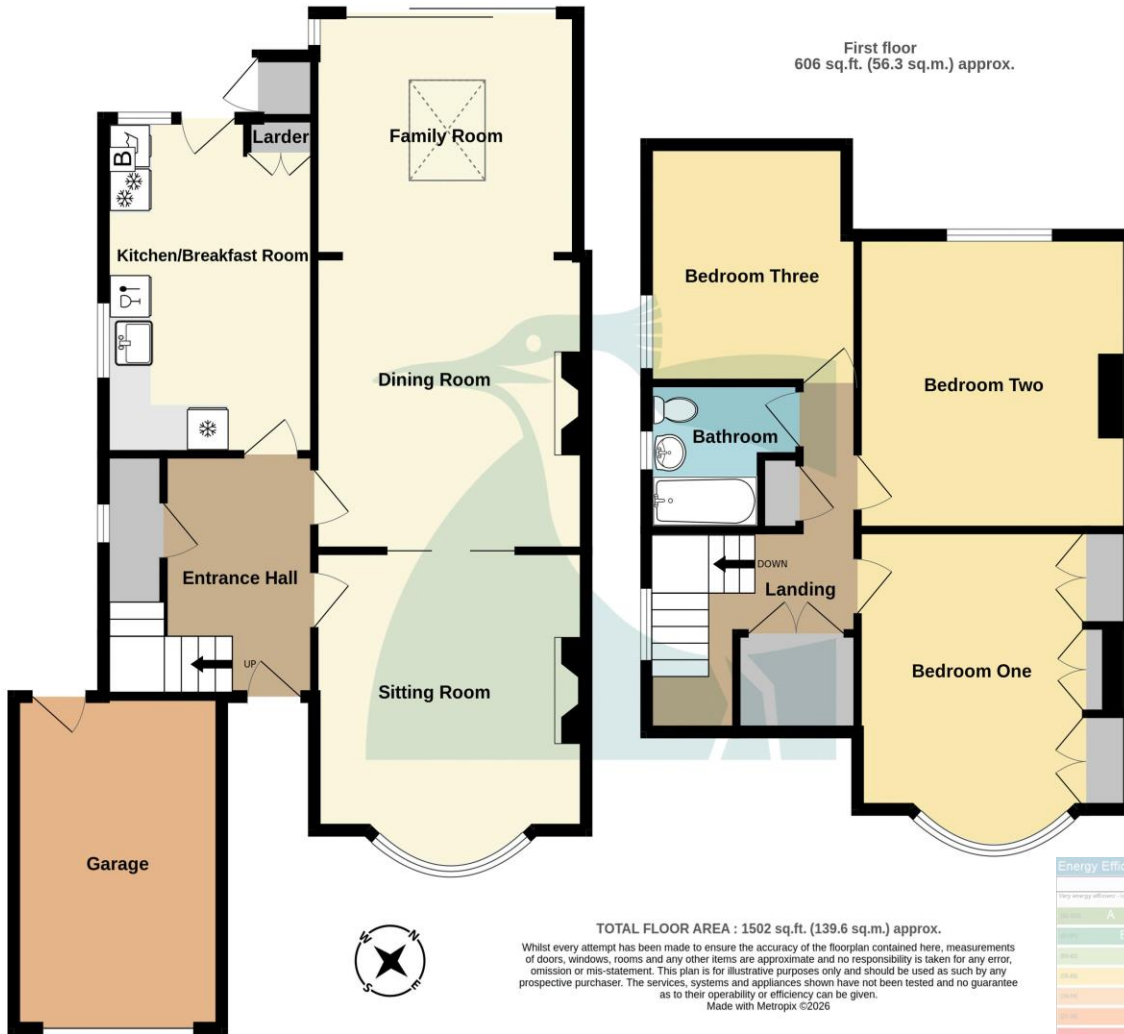 First floor
606 sq.ft. (56.3 sq.m.) approx.
Larder
Family Room
B
Kitchen/Breakfast Room
Bedroom Three
Dining Room
Bedroom Two
Bathroom
Entrance Hall
DOWN
Landing
UP
Sitting Room
Bedroom One
Garage
W
N
S
E
TOTAL FLOOR AREA : 1502 sq.ft. (139.6 sq.m.) approx.
Whilst every attempt has been made to ensure the accuracy of the floorplan contained here, measurements
of doors, windows, rooms and any other items are approximate and no responsibility is taken for any error,
omission or mis-statement. This plan is for illustrative purposes only and should be used as such by any
prospective purchaser. The services, systems and appliances shown have not been tested and no guarantee
as to their operability or efficiency can be given.
Made with Metropix ©2026
Energy Effic
Very energy efficient -
A